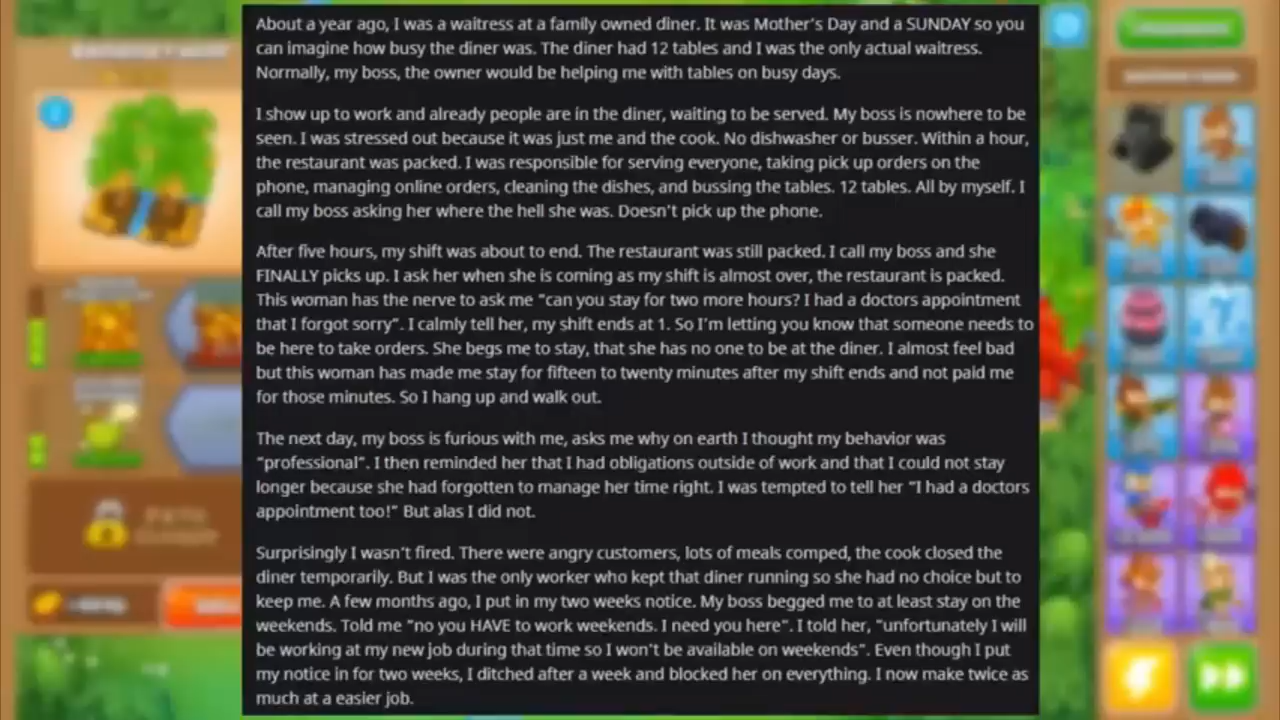 About a year ago, I was a waitress at a family owned diner. It was Mother's Day and a SUNDAY so you
can imagine how busy the diner was. The diner had 12 tables and I was the only actual waitress.
Normally, my boss, the owner would be helping me with tables on busy days.
I show up to work and already people are in the diner, waiting to be served. My boss is nowhere to be
seen. I was stressed out because it was just me and the cook. No dishwasher or busser. Within a hour,
the restaurant was packed. I was responsible for serving everyone, taking pick up orders on the
phone, managing online orders, cleaning the dishes, and bussing the tables. 12 tables. All by myself. I
call my boss asking her where the hell she was. Doesn't pick up the phone.
After five hours, my shift was about to end. The restaurant was still packed. I call my boss and she
FINALLY picks up. I ask her when she is coming as my shift is almost over, the restaurant is packed.
This woman has the nerve to ask me "can you stay for two more hours? I had a doctors appointment
that I forgot sorry". I calmly tell her, my shift ends at 1. So I'm letting you know that someone needs to
be here to take orders. She begs me to stay, that she has no one to be at the diner. I almost feel bad
but this woman has made me stay for fifteen to twenty minutes after my shift ends and not paid me
for those minutes. So I hang up and walk out.
The next day, my boss is furious with me, asks me why on earth I thought my behavior was
"professional". I then reminded her that I had obligations outside of work and that I could not stay
longer because she had forgotten to manage her time right. I was tempted to tell her "I had a doctors
appointment too!" But alas I did not.
Surprisingly I wasn't fired. There were angry customers, lots of meals comped, the cook closed the
diner temporarily. But I was the only worker who kept that diner running so she had no choice but to
keep me. A few months ago, I put in my two weeks notice. My boss begged me to at least stay on the
weekends. Told me "no you HAVE to work weekends. I need you here". I told her, "unfortunately I will
be working at my new job during that time so I won't be available on weekends". Even though I put
my notice in for two weeks, I ditched after a week and blocked her on everything. I now make twice as
much at a easier job.